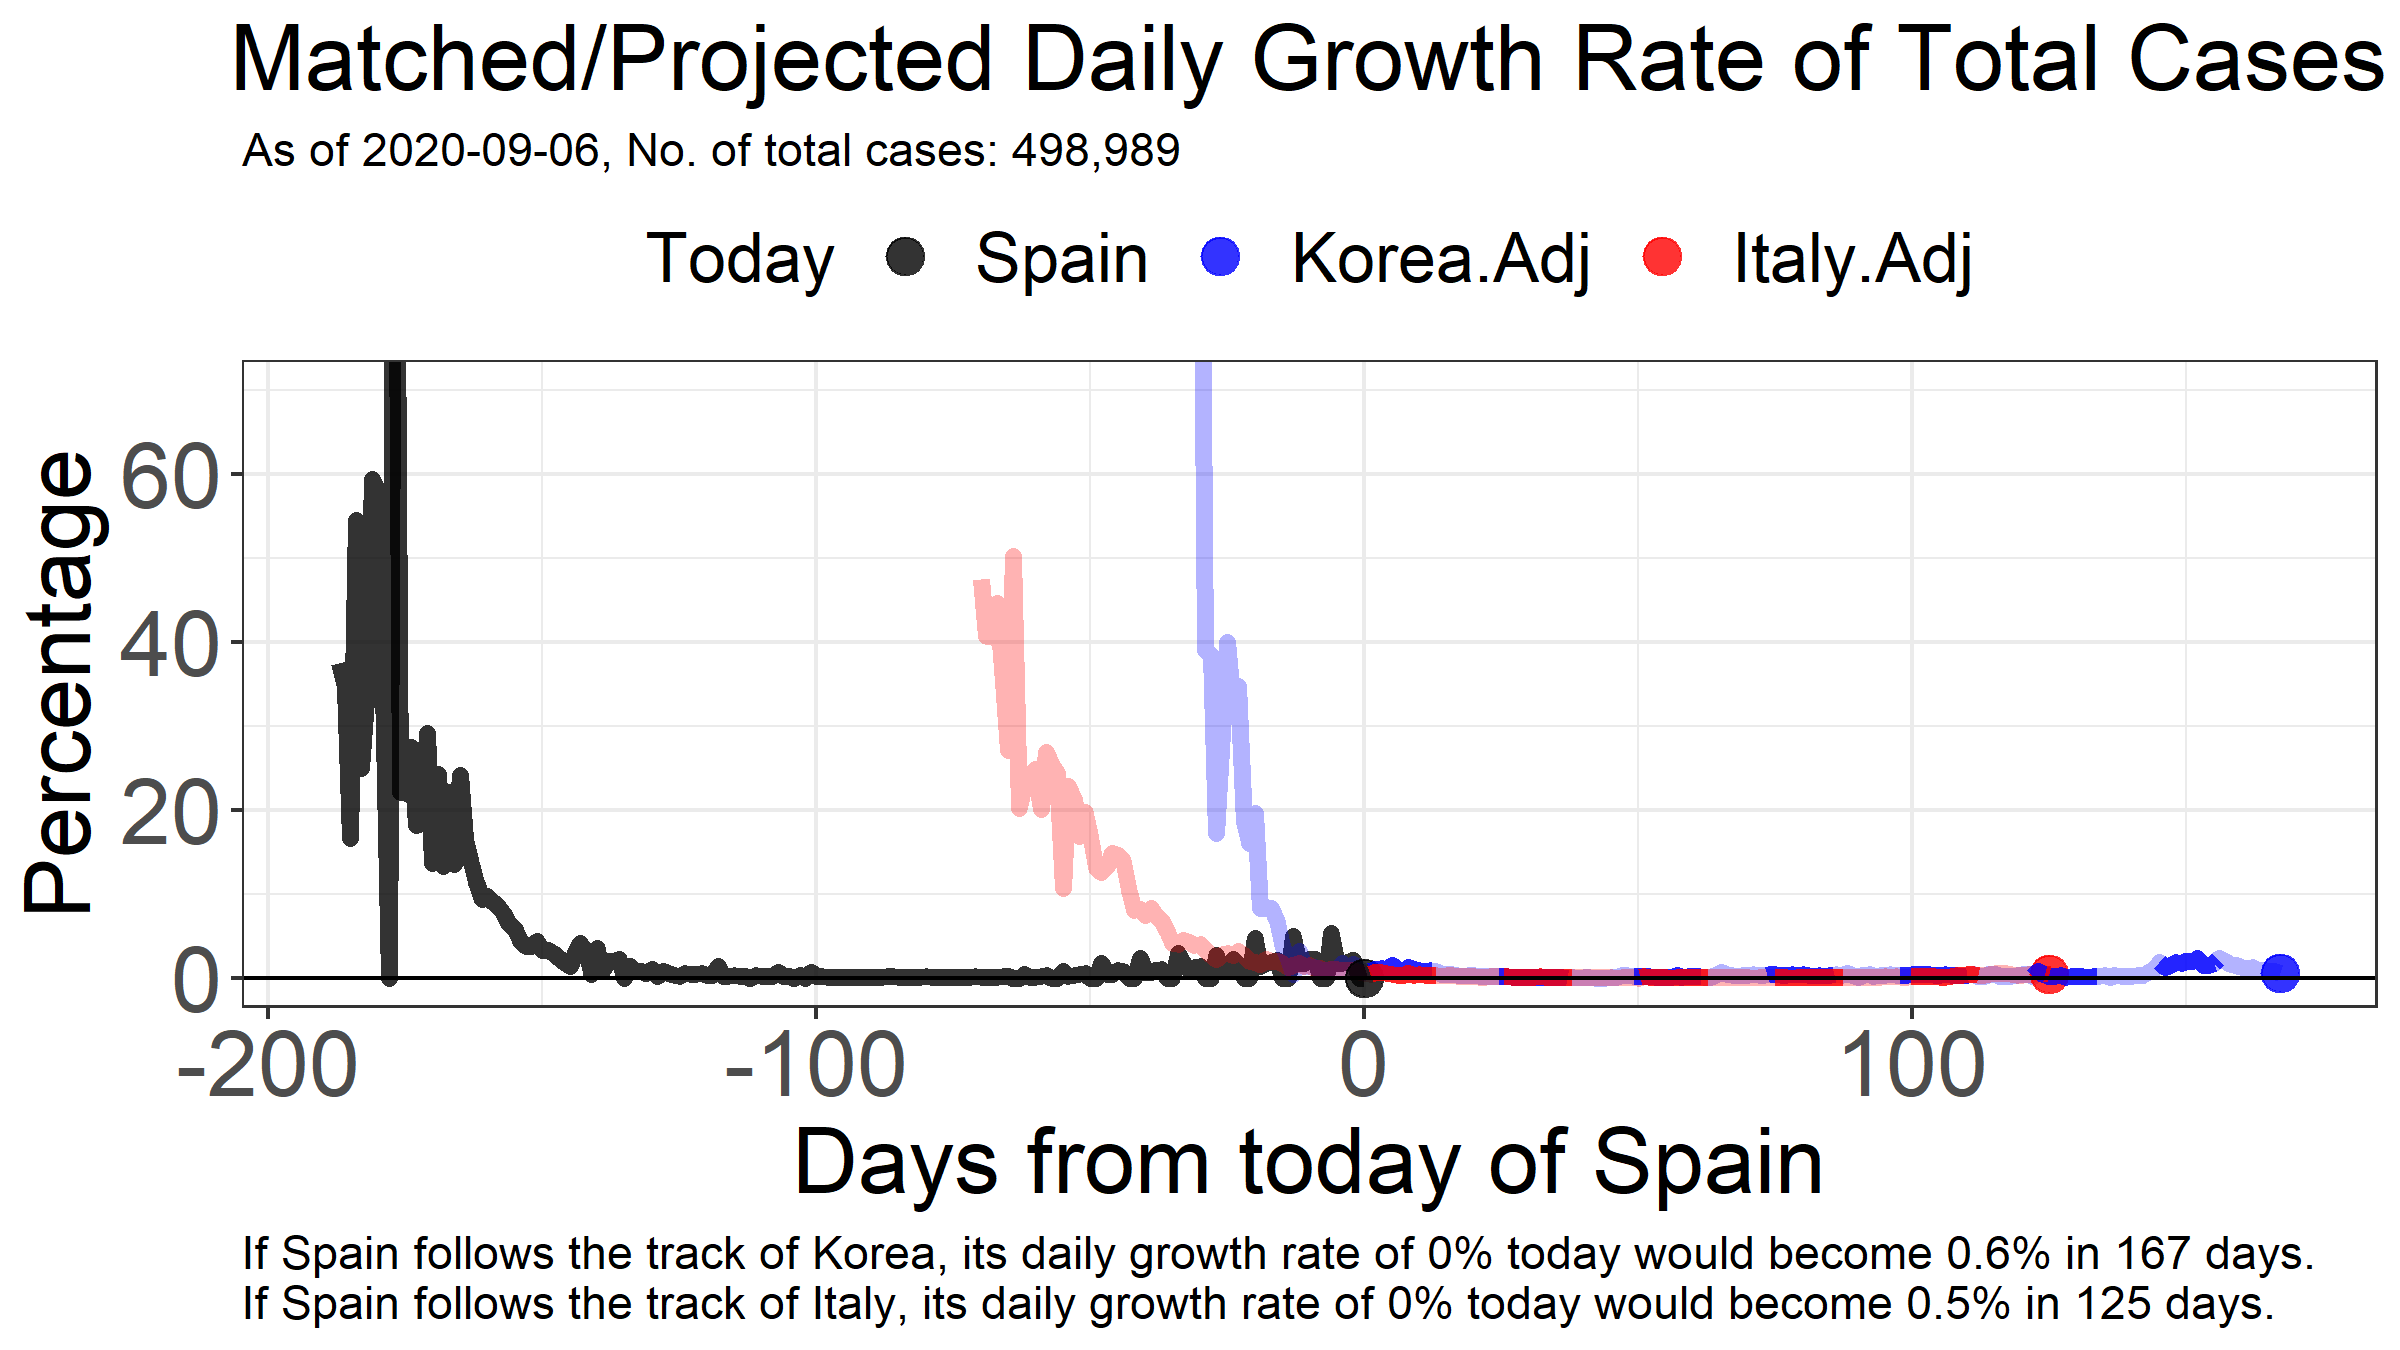 Matched/Projected Daily Growth Rate of Total Cases
As of 2020-09-06, No. of total cases: 498,989
Today Spain Korea.Adj Italy.Adj
Percentage
60
40
20
0
-200 -100 0 100
Days from today of Spain
If Spain follows the track of Korea, its daily growth rate of 0% today would become 0.6% in 167 days.
If Spain follows the track of Italy, its daily growth rate of 0% today would become 0.5% in 125 days.